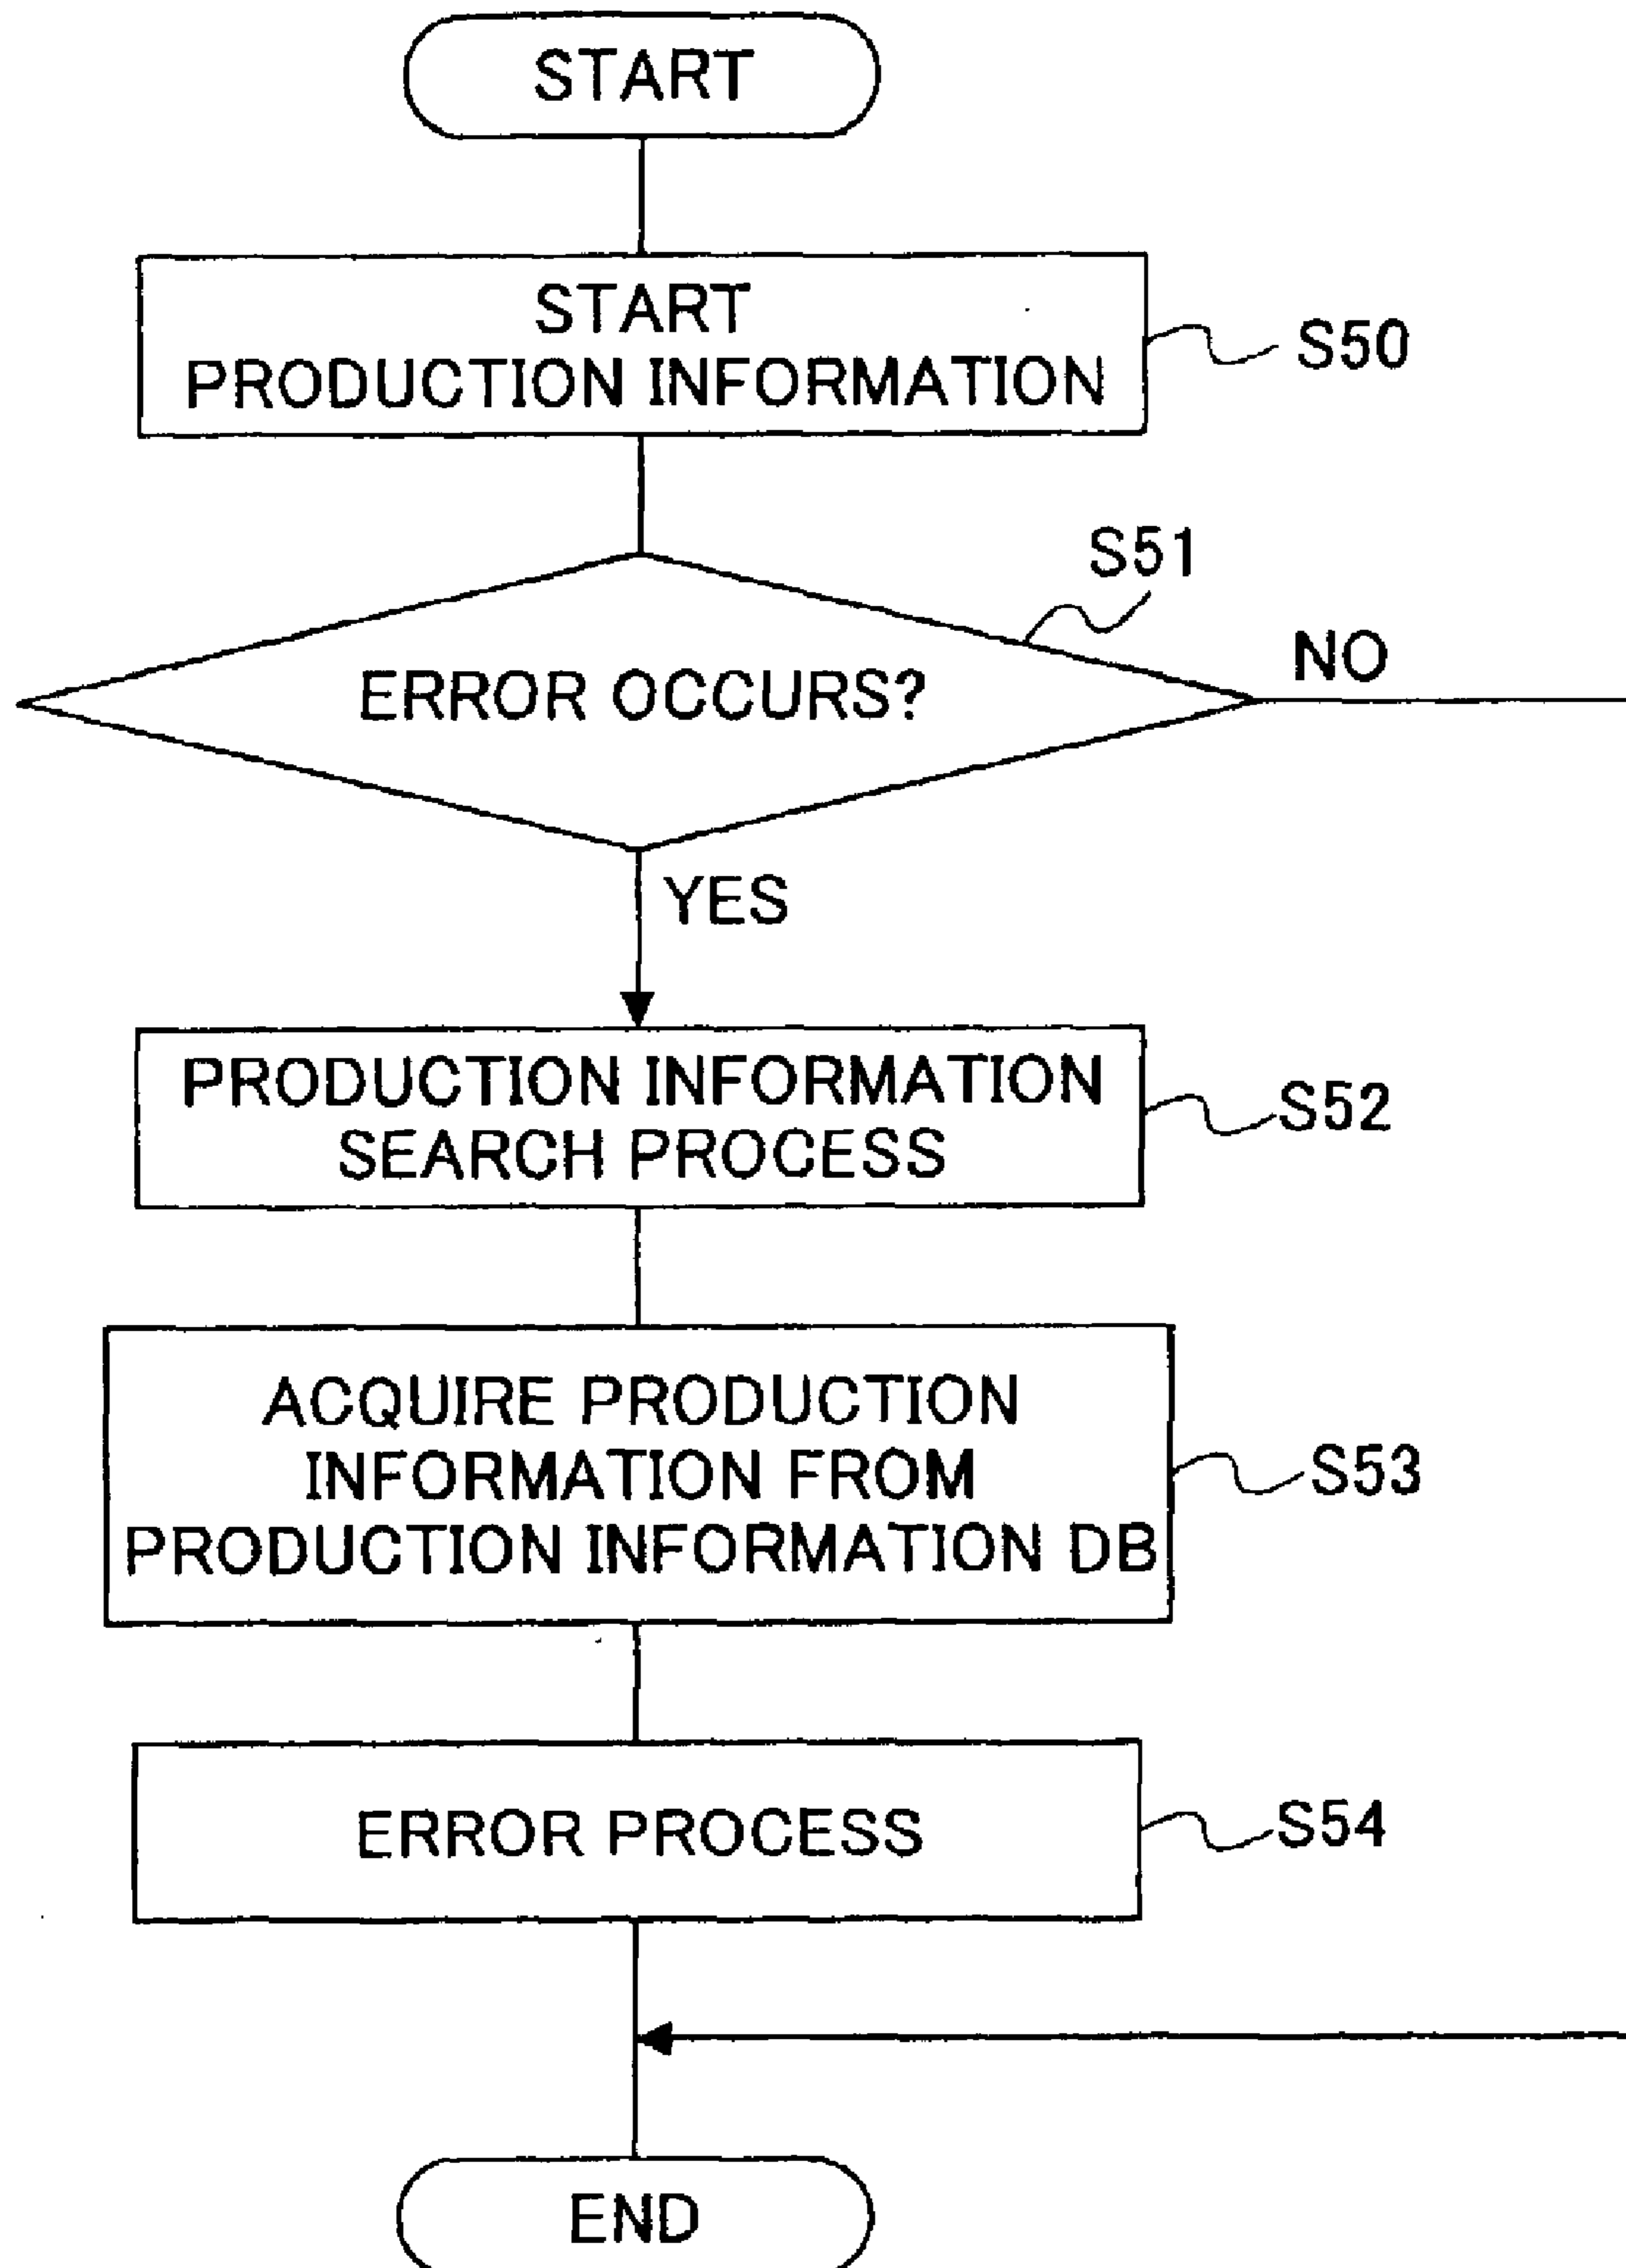 START
START
PRODUCTION INFORMATION
S50
S51
ERROR OCCURS?
NO
YES
PRODUCTION INFORMATION
SEARCH PROCESS
S52
ACQUIRE PRODUCTION
INFORMATION FROM
PRODUCTION INFORMATION DB
S53
ERROR PROCESS
S54
END